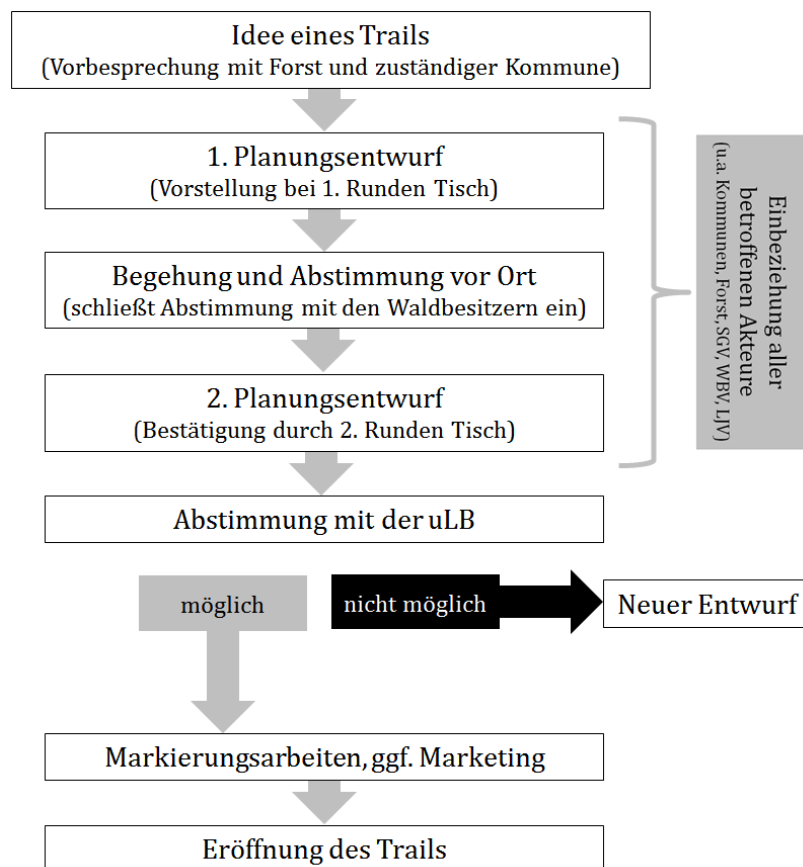 Idee eines Trails
(Vorbesprechung mit Forst und zuständiger Kommune)
1. Planungsentwurf
(Vorstellung bei 1. Runden Tisch)
Begehung und Abstimmung vor Ort
(schließt Abstimmung mit den Waldbesitzern ein)
2. Planungsentwurf
(Bestätigung durch 2. Runden Tisch)
Einbeziehung aller
betroffenen Akteure
(u.a. Kommunen, Forst, SGV, WBV, LJV)
Abstimmung mit der uLB
möglich
nicht möglich
Neuer Entwurf
Markierungsarbeiten, ggf. Marketing
Eröffnung des Trails